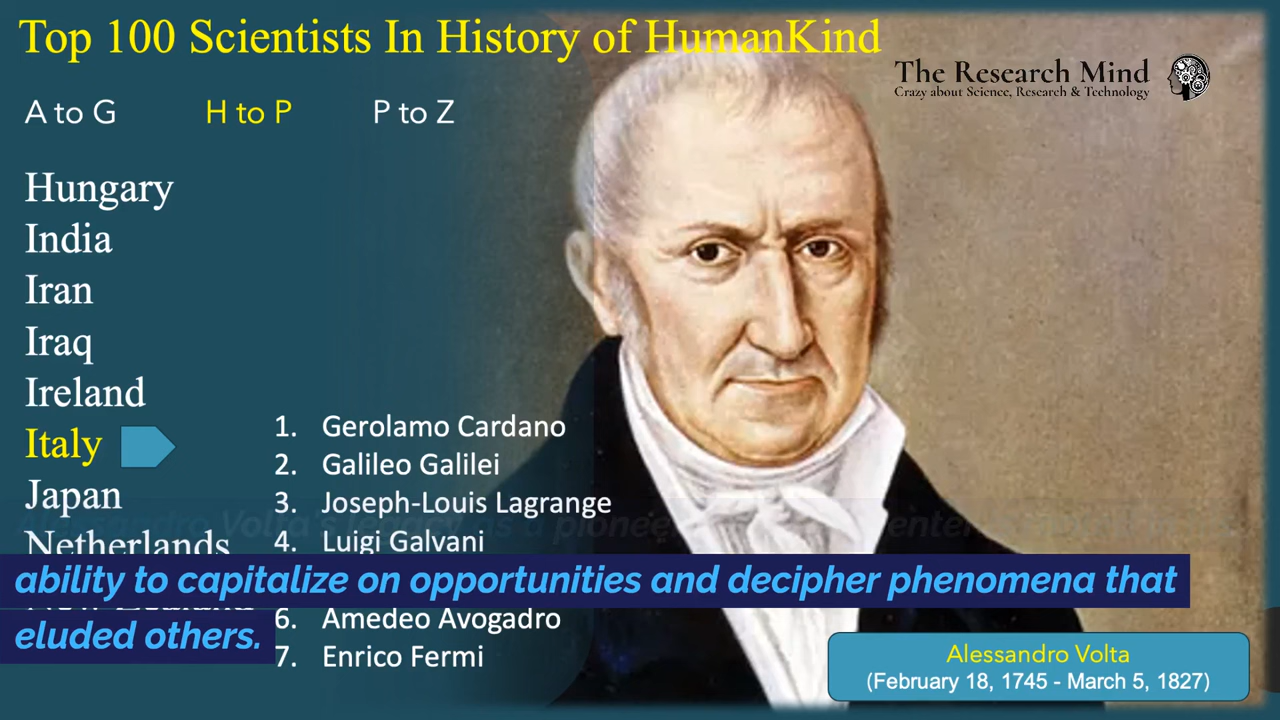 Top 100 Scientists In History of HumanKind
The Research Mind
Crazy about Science, Research & Technology
A to G
H to P
P to Z
Hungary
India
Iran
Iraq
Ireland
Italy
Japan
Netherlands
1. Gerolamo Cardano
2. Galileo Galilei
3. Joseph-Louis Lagrange
4. Luigi Galvani
6. Amedeo Avogadro
7. Enrico Fermi
ability to capitalize on opportunities and decipher phenomena that
eluded others.
Alessandro Volta
(February 18, 1745 - March 5, 1827)